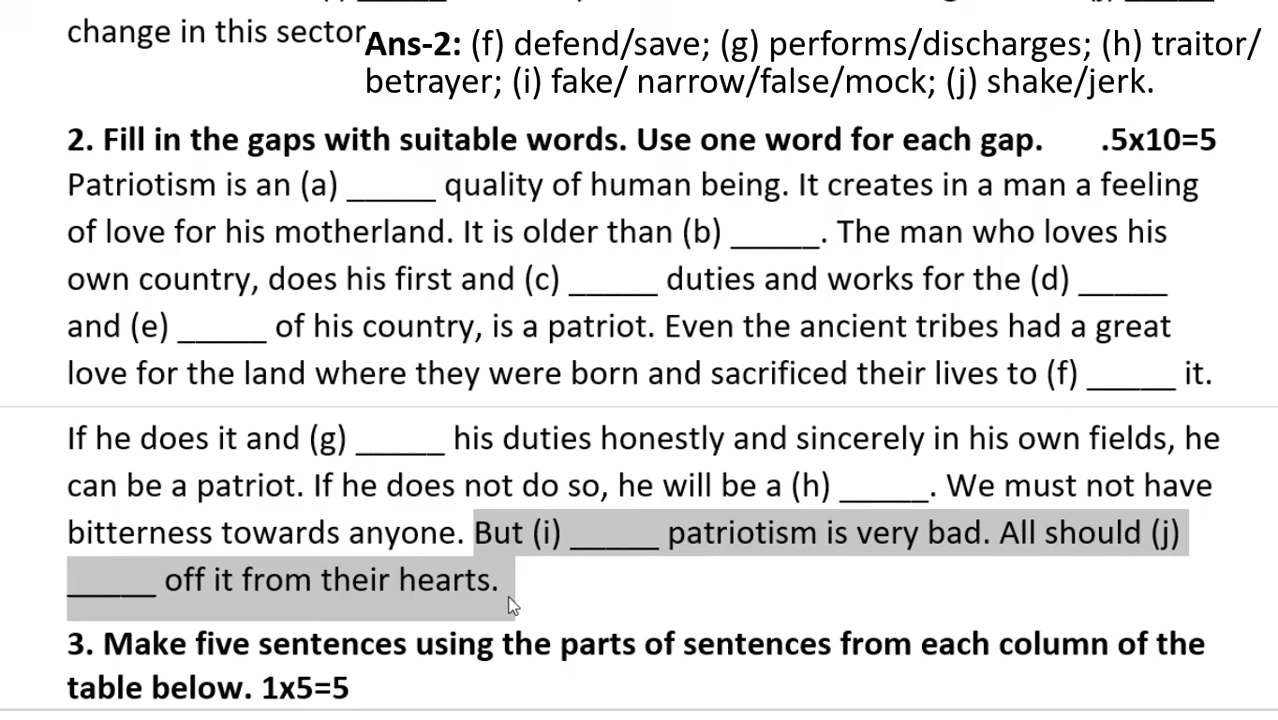 change in this sector
Ans-2: (f) defend/save; (g) performs/discharges; (h) traitor/
betrayer; (i) fake/ narrow/false/mock; (j) shake/jerk.
2. Fill in the gaps with suitable words. Use one word for each gap. .5x10=5
Patriotism is an (a) _____ quality of human being. It creates in a man a feeling
of love for his motherland. It is older than (b) _____. The man who loves his
own country, does his first and (c) _____ duties and works for the (d) _____
and (e) _____ of his country, is a patriot. Even the ancient tribes had a great
love for the land where they were born and sacrificed their lives to (f) _____ it.
If he does it and (g) _____ his duties honestly and sincerely in his own fields, he
can be a patriot. If he does not do so, he will be a (h) _____. We must not have
bitterness towards anyone. But (i) _____ patriotism is very bad. All should (j)
_____ off it from their hearts.
3. Make five sentences using the parts of sentences from each column of the
table below. 1x5=5